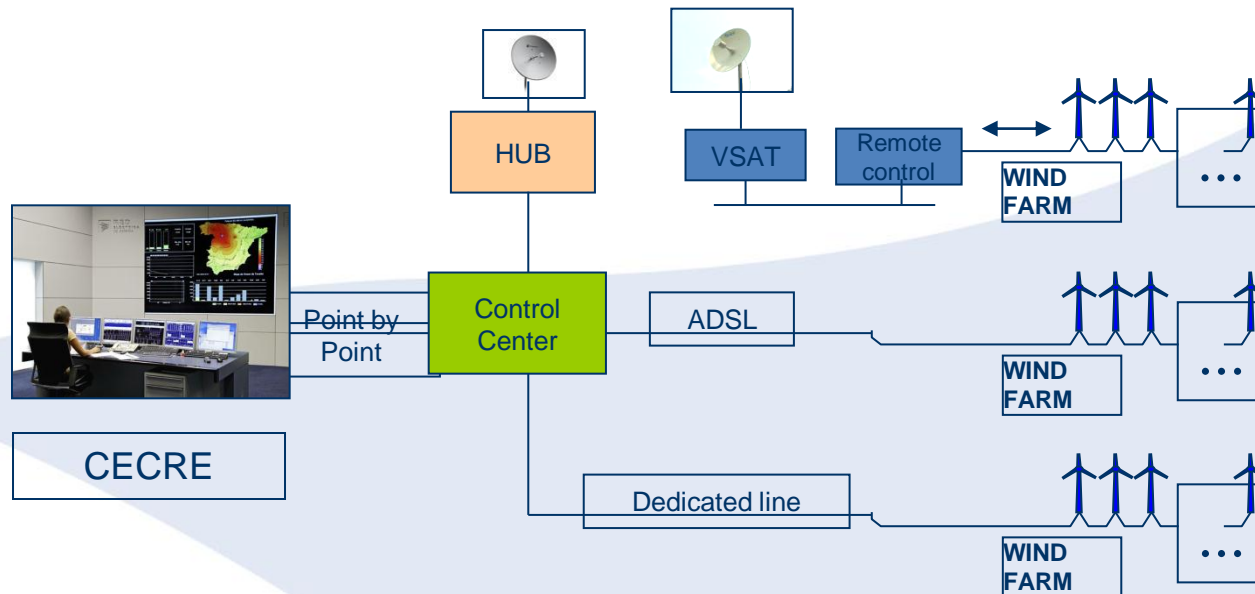 HUB
VSAT
Remote
control
WIND
FARM
• • •
Point by
Point
Control
Center
ADSL
WIND
FARM
• • •
CECRE
Dedicated line
WIND
FARM
• • •